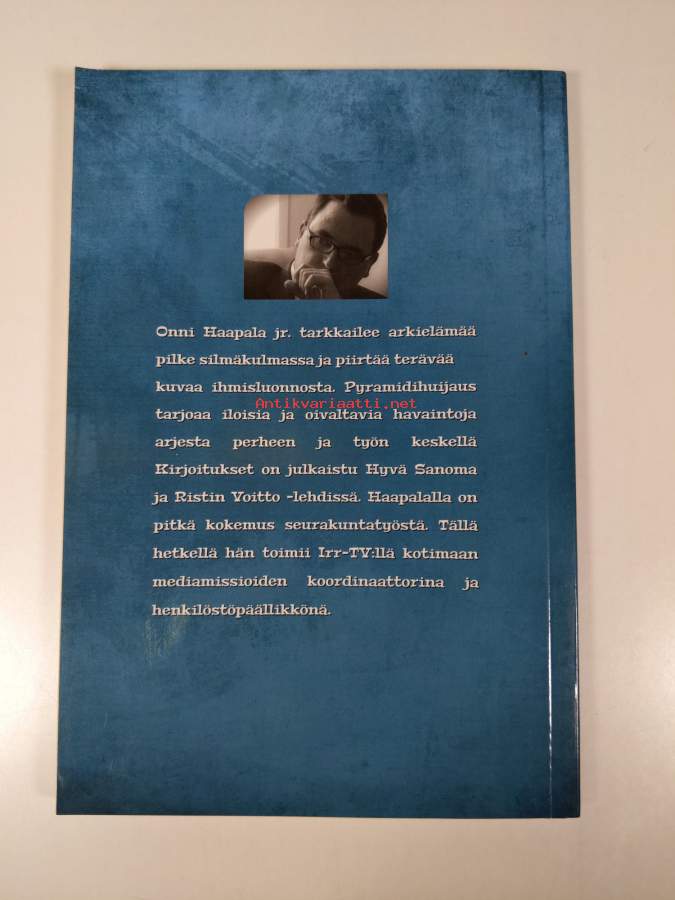 Onni Haapala jr. tarkkailee arkielämää
pilke silmäkulmassa ja piirtää terävää
kuvaa ihmisluonnosta. Pyramidihuijaus
Antikvariaatti.net
tarjoaa iloisia ja oivaltavia havaintoja
arjesta perheen ja työn keskellä
Kirjoitukset on julkaistu Hyvä Sanoma
ja Ristin Voitto -lehdissä. Haapalalla on
pitkä kokemus seurakuntatyöstä. Tällä
hetkellä hän toimii Irr-TV:llä kotimaan
mediamissioiden koordinaattorina ja
henkilöstöpäällikkönä.